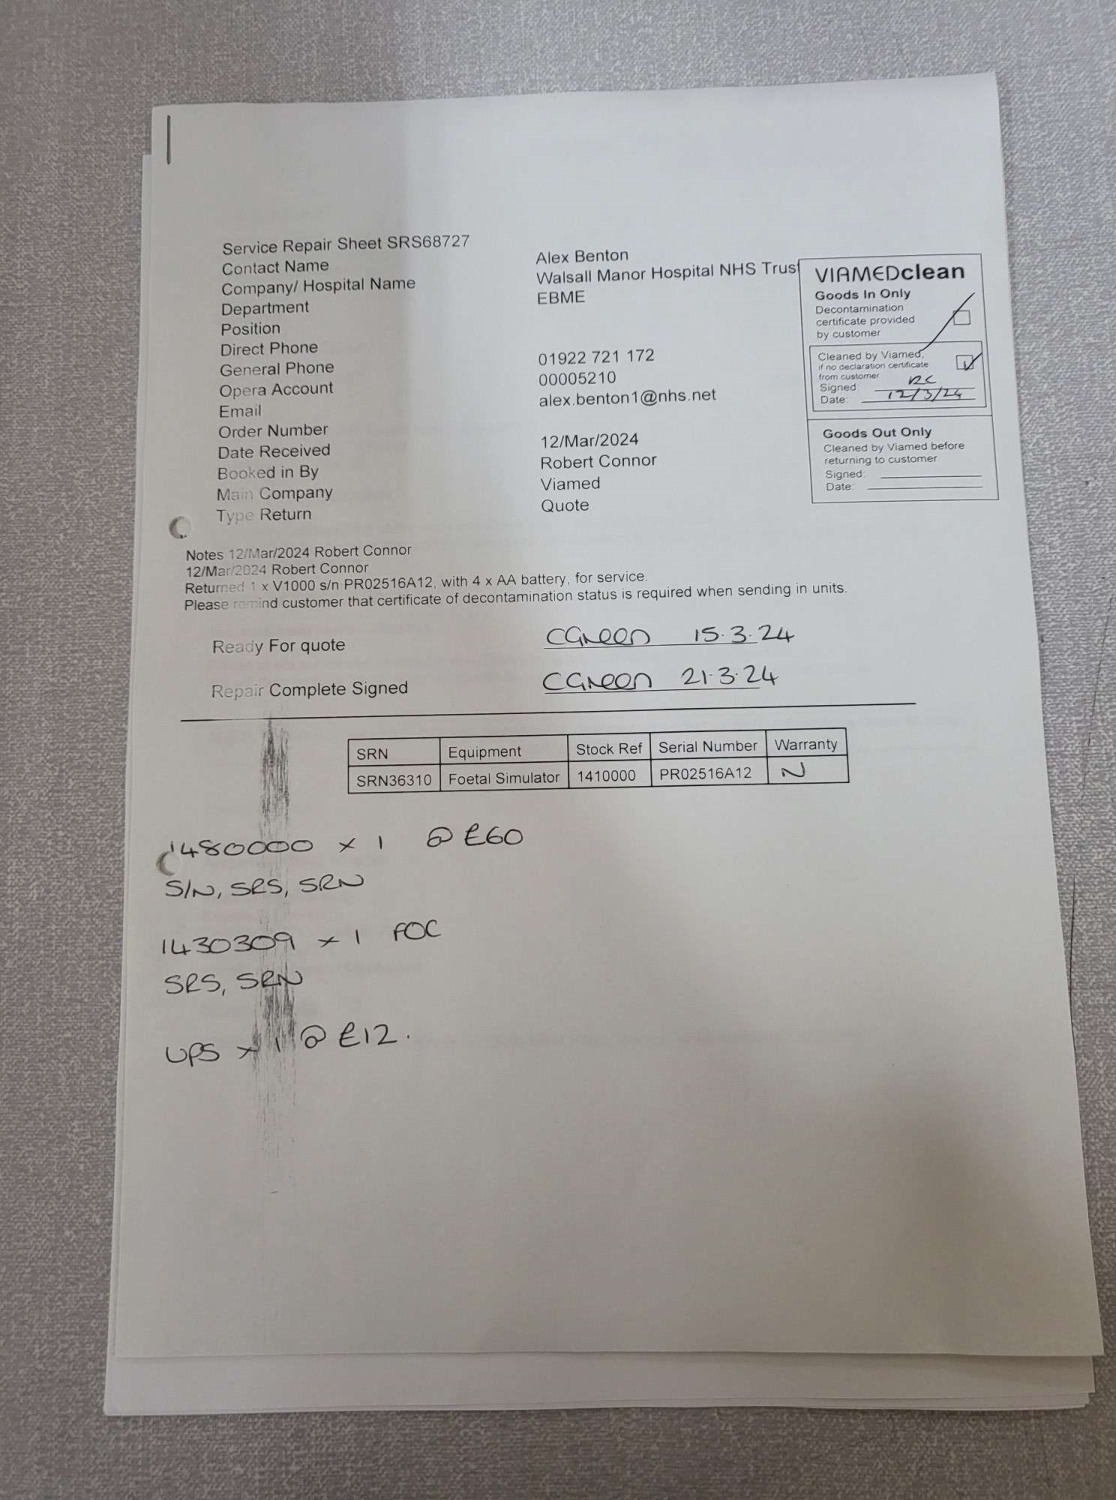 Service Repair Sheet SRS68727
Contact Name Alex Benton
Company/ Hospital Name Walsall Manor Hospital NHS Trust
Department EBME
Position
Direct Phone
General Phone 01922 721 172
Opera Account 00005210
Email alex.benton1@nhs.net
Order Number
Date Received 12/Mar/2024
Booked in By Robert Connor
Main Company Viamed
Type Return Quote
VIAMEDclean
Goods In Only
Decontamination
certificate provided
by customer
Cleaned by Viamed,
if no declaration certificate
from customer
Signed: RC
Date: 12/3/24
Goods Out Only
Cleaned by Viamed before
returning to customer
Signed:
Date:
Notes 12/Mar/2024 Robert Connor
12/Mar/2024 Robert Connor
Returned 1 x V1000 s/n PR02516A12, with 4 x AA battery, for service.
Please remind customer that certificate of decontamination status is required when sending in units.
Ready For quote CGreen 15.3.24
Repair Complete Signed CGreen 21.3.24
SRN Equipment Stock Ref Serial Number Warranty
SRN36310 Foetal Simulator 1410000 PR02516A12 N
1480000 x 1 @ £60
S/N, SRS, SRN
1430309 x 1 FOC
SRS, SRN
UPS x 1 @ £12.